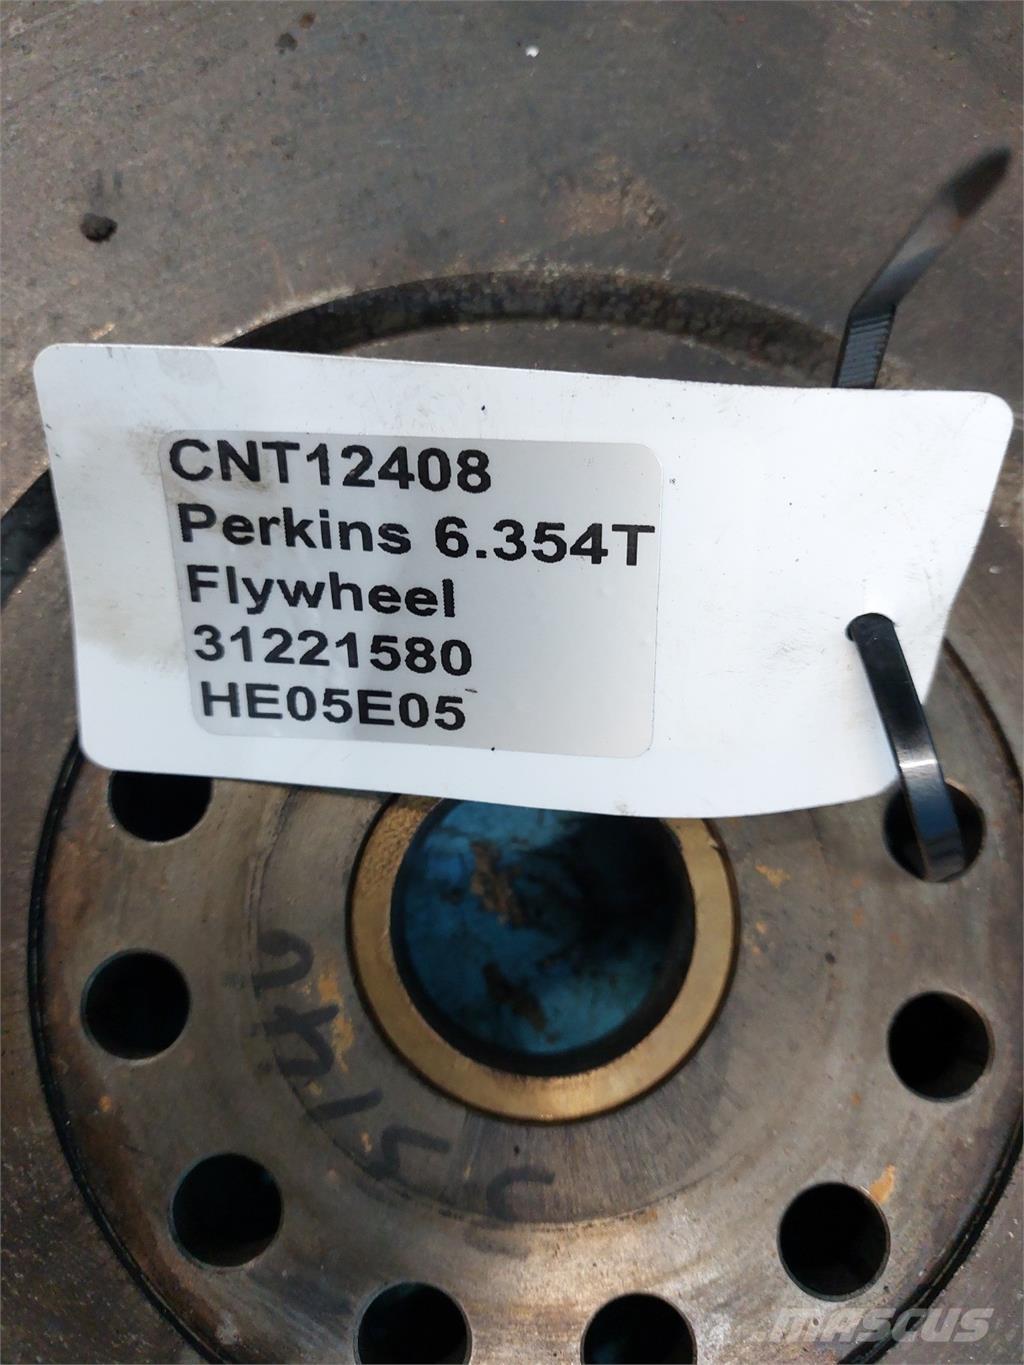 CNT12408
Perkins 6.354T
Flywheel
31221580
HE05E05
MASCUS